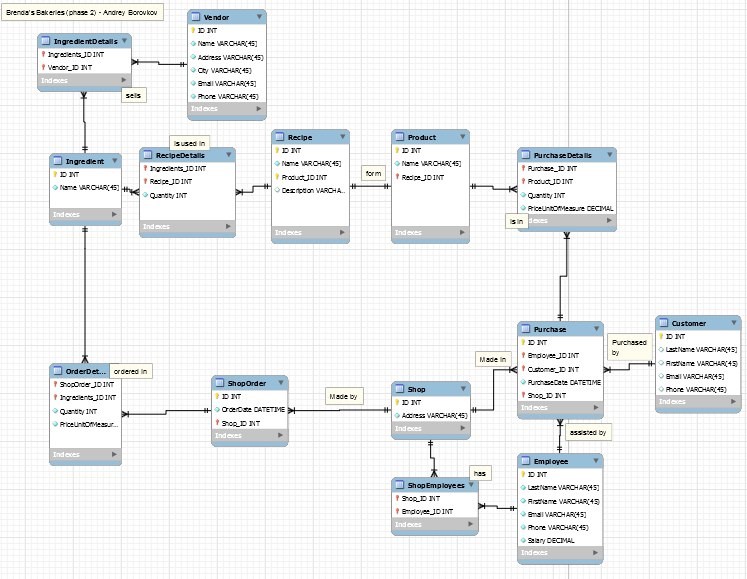 Brenda's Bakeries (phase 2) - Andrey Borovkov
Vendor
ID INT
Name VARCHAR(45)
Address VARCHAR(45)
City VARCHAR(45)
Email VARCHAR(45)
Phone VARCHAR(45)
Indexes
IngredientDetails
Ingredients_ID INT
Vendor_ID INT
Indexes
sells
Ingredient
ID INT
Name VARCHAR(45)
Indexes
is used in
RecipeDetails
Ingredients_ID INT
Recipe_ID INT
Quantity INT
Indexes
Recipe
ID INT
Name VARCHAR(45)
Product_ID INT
Description VARCHA...
Indexes
form
Product
ID INT
Name VARCHAR(45)
Recipe_ID INT
Indexes
PurchaseDetails
Purchase_ID INT
Product_ID INT
Quantity INT
PriceUnitOfMeasure DECIMAL
Indexes
is in
OrderDet...
ordered in
ShopOrder_ID INT
Ingredients_ID INT
Quantity INT
PriceUnitOfMeasur...
Indexes
ShopOrder
ID INT
OrderDate DATETIME
Shop_ID INT
Indexes
Made by
Shop
ID INT
Address VARCHAR(45)
Indexes
Made in
Purchase
ID INT
Employee_ID INT
Customer_ID INT
PurchaseDate DATETIME
Shop_ID INT
Indexes
Purchased
by
Customer
ID INT
LastName VARCHAR(45)
FirstName VARCHAR(45)
Email VARCHAR(45)
Phone VARCHAR(45)
Indexes
assisted by
has
ShopEmployees
Shop_ID INT
Employee_ID INT
Indexes
Employee
ID INT
LastName VARCHAR(45)
FirstName VARCHAR(45)
Email VARCHAR(45)
Phone VARCHAR(45)
Salary DECIMAL
Indexes